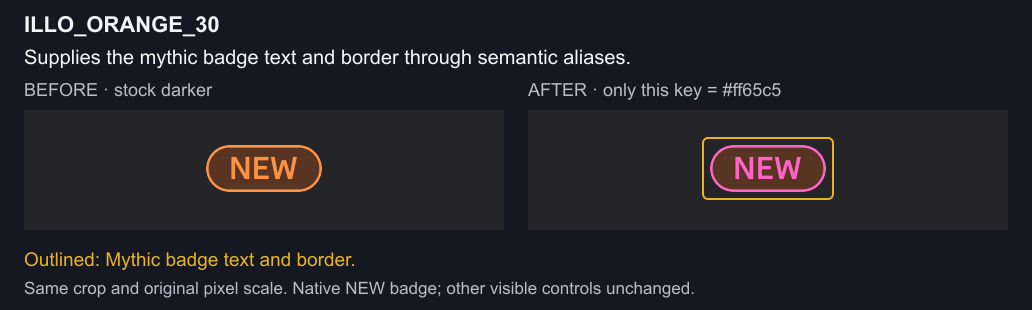 ILLO_ORANGE_30
Supplies the mythic badge text and border through semantic aliases.
BEFORE · stock darker
AFTER · only this key = #ff65c5
NEW
NEW
Outlined: Mythic badge text and border.
Same crop and original pixel scale. Native NEW badge; other visible controls unchanged.